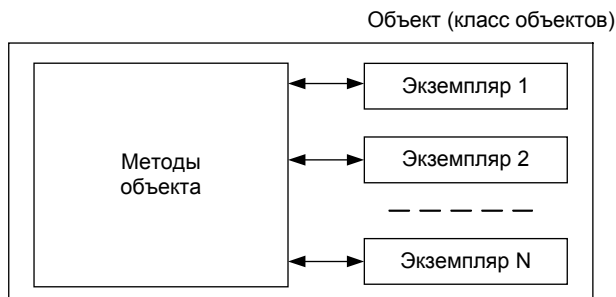 Объект (класс объектов)
Экземпляр 1
Методы
объекта
Экземпляр 2
Экземпляр N